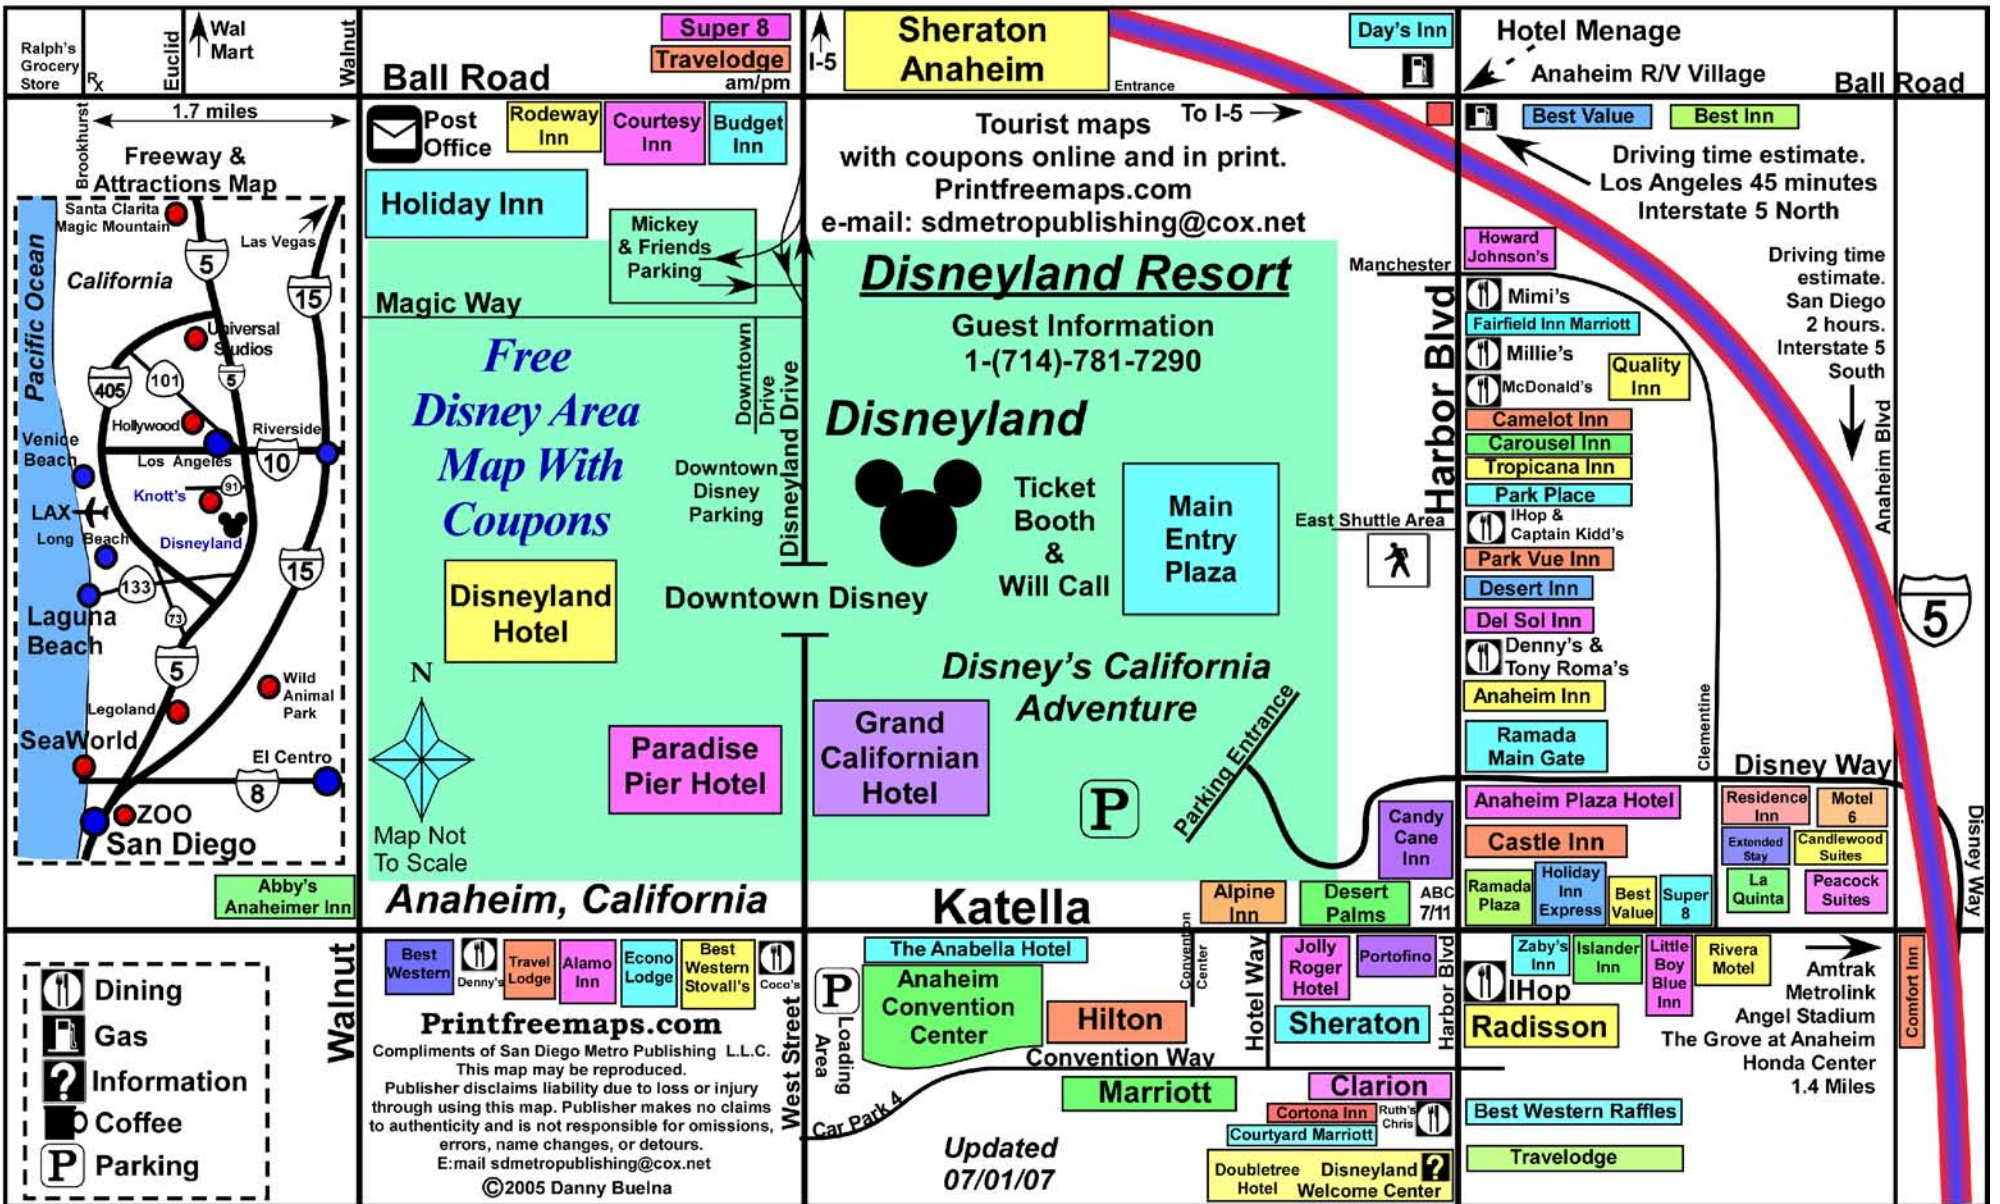 Ralph's
Grocery
Store
Rx
Euclid
Wal
Mart
Walnut
Ball Road
Super 8
Travelodge
am/pm
I-5
Sheraton
Anaheim
Entrance
Day's Inn
Hotel Menage
Anaheim R/V Village
Ball Road
Brookhurst
1.7 miles
Freeway &
Attractions Map
Santa Clarita
Magic Mountain
Las Vegas
Pacific Ocean
California
5
15
Universal
Studios
405
101
5
Hollywood
Riverside
Venice
Beach
Los Angeles
10
Knott's
91
LAX
Long Beach
Disneyland
133
15
Laguna
Beach
73
5
Wild
Animal
Park
Legoland
SeaWorld
El Centro
8
ZOO
San Diego
Abby's
Anaheimer Inn
Post
Office
Rodeway
Inn
Courtesy
Inn
Budget
Inn
Holiday Inn
Mickey
& Friends
Parking
Magic Way
Free
Disney Area
Map With
Coupons
Downtown
Drive
Disneyland Drive
Downtown
Disney
Parking
Disneyland
Hotel
Downtown Disney
N
Map Not
To Scale
Paradise
Pier Hotel
Anaheim, California
Tourist maps
To I-5
with coupons online and in print.
Printfreemaps.com
e-mail: sdmetropublishing@cox.net
Disneyland Resort
Guest Information
1-(714)-781-7290
Disneyland
Ticket
Booth
&
Will Call
Main
Entry
Plaza
Disney's California
Adventure
Grand
Californian
Hotel
P
Parking Entrance
Katella
Manchester
Harbor Blvd
East Shuttle Area
Candy
Cane
Inn
Alpine
Inn
Desert
Palms
ABC
7/11
Best Value
Best Inn
Driving time estimate.
Los Angeles 45 minutes
Interstate 5 North
Howard
Johnson's
Mimi's
Fairfield Inn Marriott
Millie's
McDonald's
Quality
Inn
Camelot Inn
Carousel Inn
Tropicana Inn
Park Place
IHop &
Captain Kidd's
Park Vue Inn
Desert Inn
Del Sol Inn
Denny's &
Tony Roma's
Anaheim Inn
Ramada
Main Gate
Clementine
Driving time
estimate.
San Diego
2 hours.
Interstate 5
South
Anaheim Blvd
5
Disney Way
Anaheim Plaza Hotel
Castle Inn
Ramada
Plaza
Holiday
Inn
Express
Best
Value
Super
8
Residence
Inn
Motel
6
Extended
Stay
Candlewood
Suites
La
Quinta
Peacock
Suites
Disney Way
Dining
Gas
?
Information
Coffee
P
Parking
Walnut
Best
Western
Denny's
Travel
Lodge
Alamo
Inn
Econo
Lodge
Best
Western
Stovall's
Coco's
Printfreemaps.com
Compliments of San Diego Metro Publishing L.L.C.
This map may be reproduced.
Publisher disclaims liability due to loss or injury
through using this map. Publisher makes no claims
to authenticity and is not responsible for omissions,
errors, name changes, or detours.
E:mail sdmetropublishing@cox.net
©2005 Danny Buelna
West Street
P
Loading
Area
The Anabella Hotel
Anaheim
Convention
Center
Hilton
Convention
Center
Hotel Way
Jolly
Roger
Hotel
Portofino
Harbor Blvd
Sheraton
Convention Way
Car Park 4
Marriott
Clarion
Cortona Inn
Ruth's
Chris
Courtyard Marriott
Doubletree
Hotel
Disneyland
Welcome Center
?
Updated
07/01/07
IHop
Zaby's
Inn
Islander
Inn
Little
Boy
Blue
Inn
Rivera
Motel
Radisson
Amtrak
Metrolink
Angel Stadium
The Grove at Anaheim
Honda Center
1.4 Miles
Comfort Inn
Best Western Raffles
Travelodge